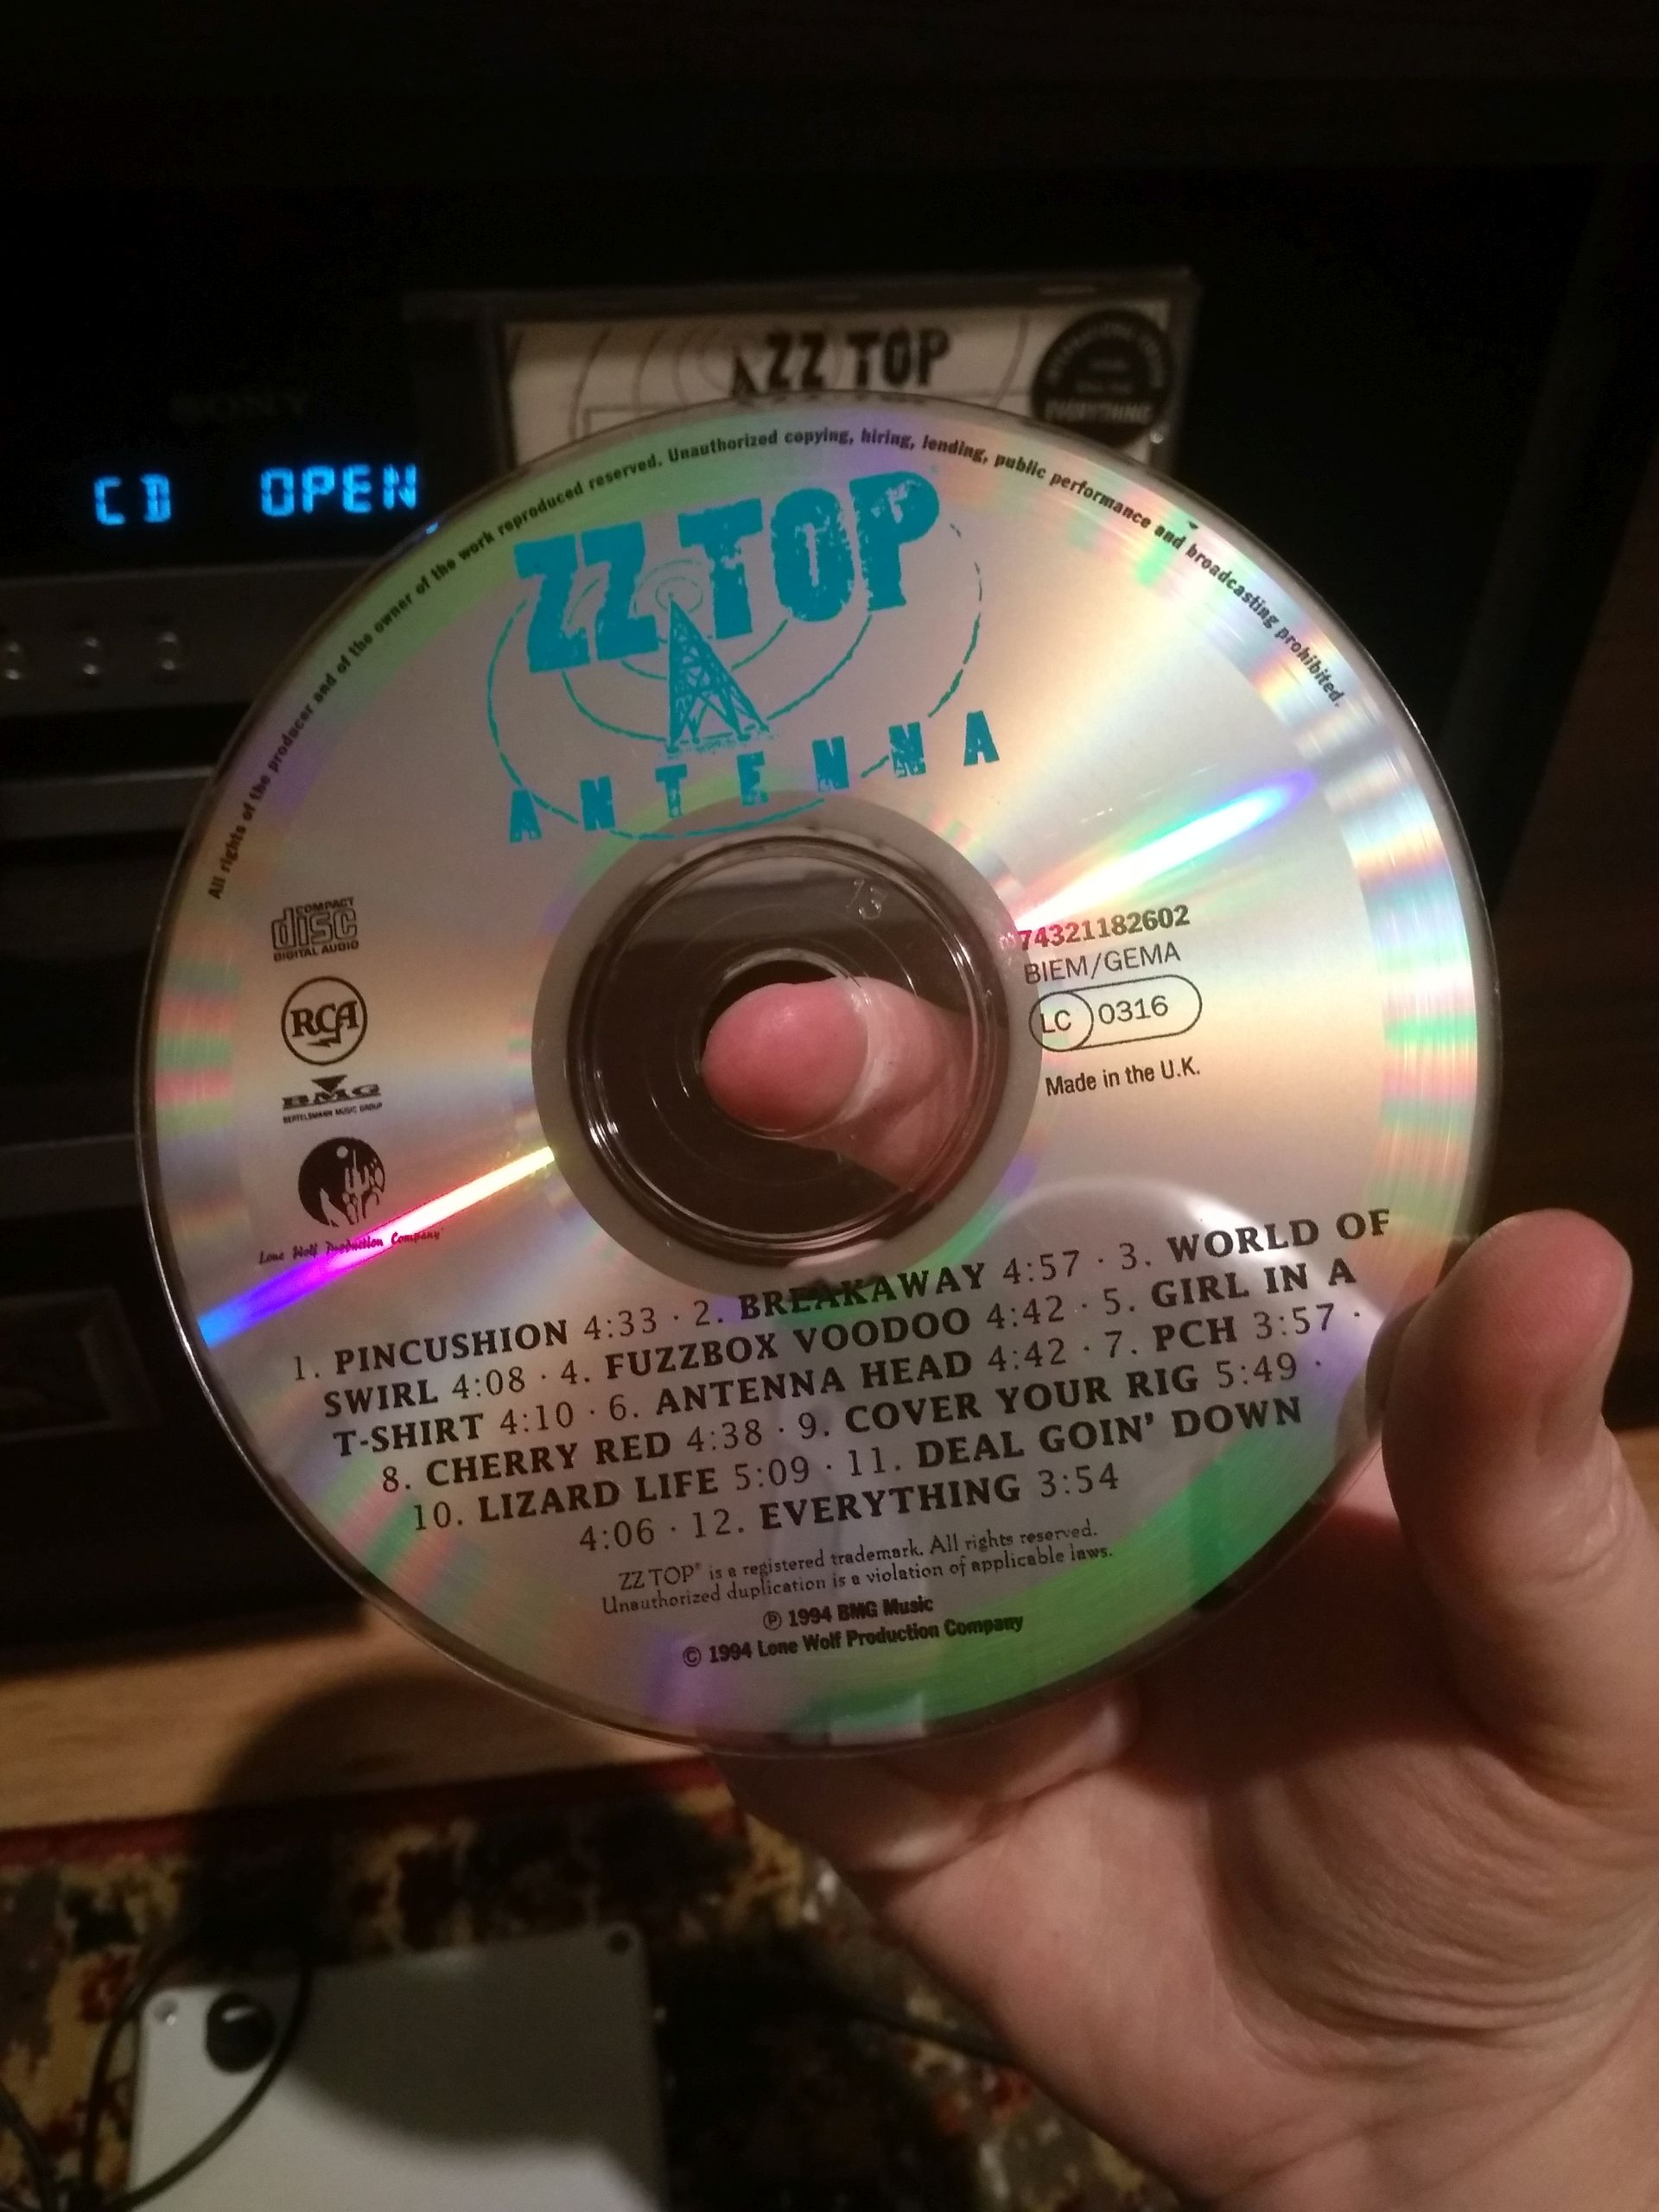 ZZ TOP
EVERYTHING
SONY
CD OPEN
All rights of the producer and of the owner of the work reproduced reserved. Unauthorized copying, hiring, lending, public performance and broadcasting prohibited.
ZZ TOP
ANTENNA
13
COMPACT
disc
DIGITAL AUDIO
RCA
BMG
BERTELSMANN MUSIC GROUP
Lone Wolf Production Company
74321182602
BIEM/GEMA
LC 0316
Made in the U.K.
1. PINCUSHION 4:33 · 2. BREAKAWAY 4:57 · 3. WORLD OF
SWIRL 4:08 · 4. FUZZBOX VOODOO 4:42 · 5. GIRL IN A
T-SHIRT 4:10 · 6. ANTENNA HEAD 4:42 · 7. PCH 3:57 ·
8. CHERRY RED 4:38 · 9. COVER YOUR RIG 5:49 ·
10. LIZARD LIFE 5:09 · 11. DEAL GOIN' DOWN
4:06 · 12. EVERYTHING 3:54
ZZ TOP® is a registered trademark. All rights reserved.
Unauthorized duplication is a violation of applicable laws.
℗ 1994 BMG Music
© 1994 Lone Wolf Production Company